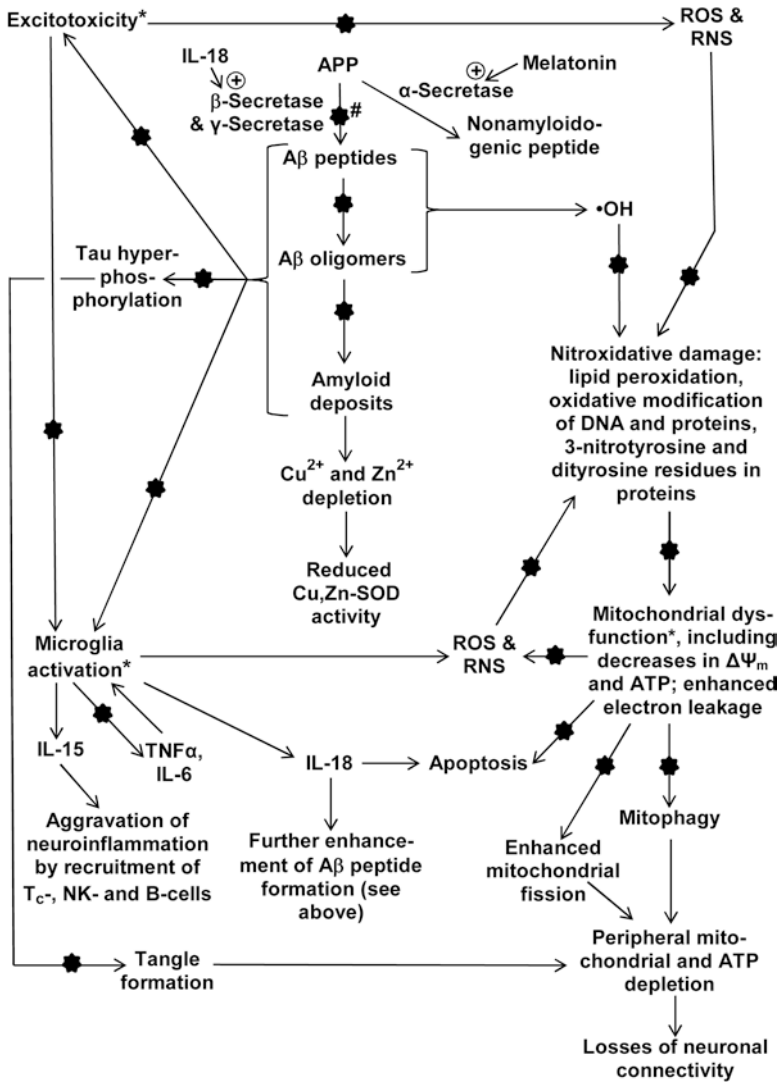 Excitotoxicity*
ROS &
RNS
IL-18
APP
Melatonin
α-Secretase
β-Secretase
& γ-Secretase
#
Nonamyloido-
genic peptide
Aβ peptides
•OH
Aβ oligomers
Tau hyper-
phos-
phorylation
Amyloid
deposits
Nitroxidative damage:
lipid peroxidation,
oxidative modification
of DNA and proteins,
3-nitrotyrosine and
dityrosine residues in
proteins
Cu²⁺ and Zn²⁺
depletion
Reduced
Cu,Zn-SOD
activity
Microglia
activation*
ROS &
RNS
Mitochondrial dys-
function*, including
decreases in ΔΨₘ
and ATP; enhanced
electron leakage
IL-15
TNFα,
IL-6
IL-18
Apoptosis
Mitophagy
Aggravation of
neuroinflammation
by recruitment of
T_C-, NK- and B-cells
Further enhance-
ment of Aβ peptide
formation (see
above)
Enhanced
mitochondrial
fission
Tangle
formation
Peripheral mito-
chondrial and ATP
depletion
Losses of neuronal
connectivity